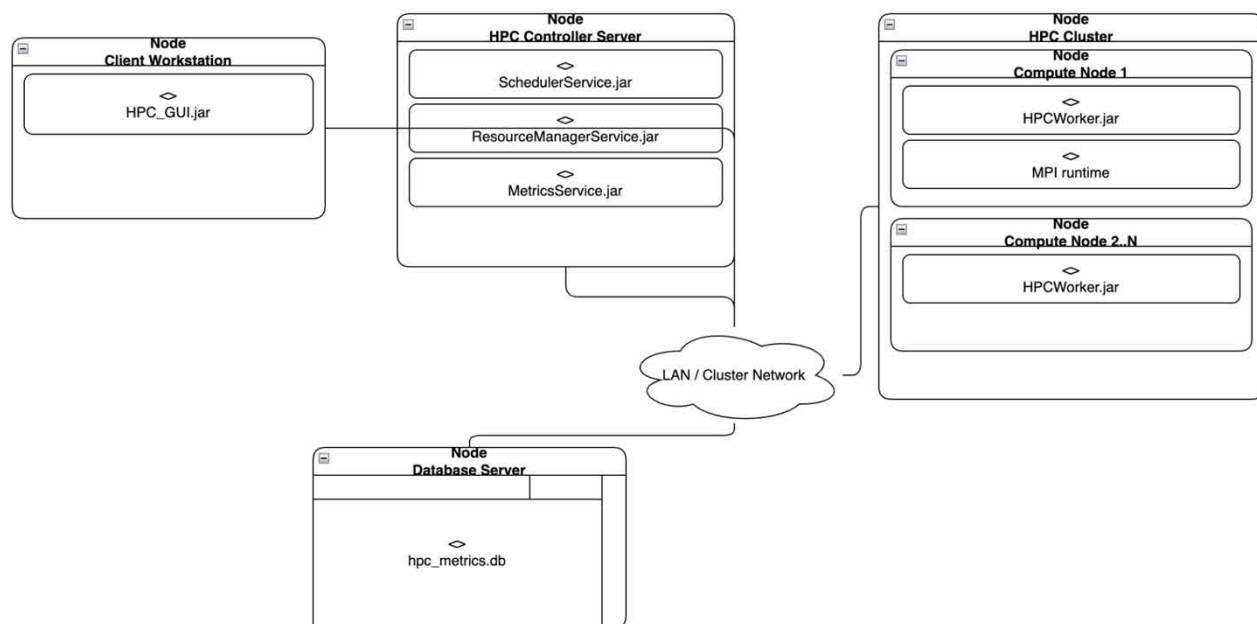 Node
Client Workstation
<>
HPC_GUI.jar
Node
HPC Controller Server
<>
SchedulerService.jar
<>
ResourceManagerService.jar
<>
MetricsService.jar
Node
HPC Cluster
Node
Compute Node 1
<>
HPCWorker.jar
<>
MPI runtime
Node
Compute Node 2..N
<>
HPCWorker.jar
LAN / Cluster Network
Node
Database Server
<>
hpc_metrics.db